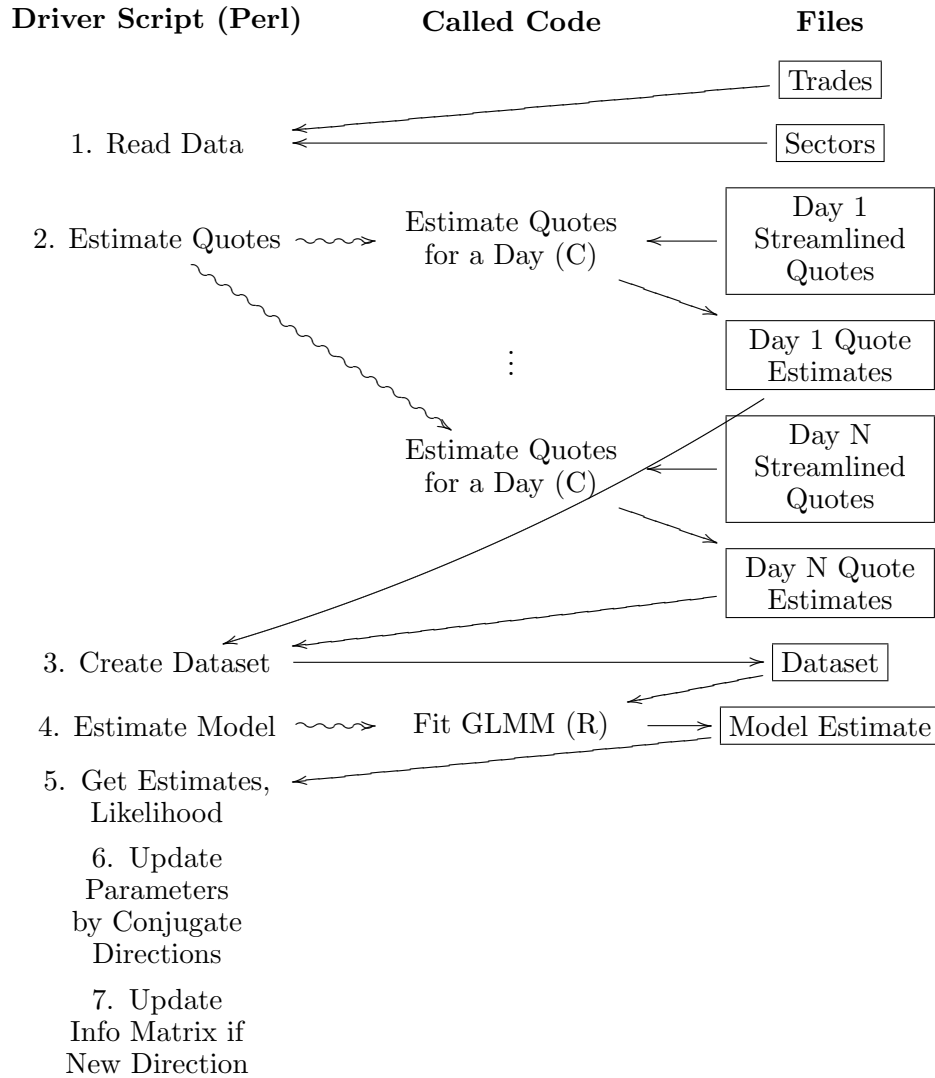 Driver Script (Perl)
Called Code
Files
Trades
1. Read Data
Sectors
2. Estimate Quotes
Estimate Quotes
for a Day (C)
Day 1
Streamlined
Quotes
⋮
Day 1 Quote
Estimates
Estimate Quotes
for a Day (C)
Day N
Streamlined
Quotes
Day N Quote
Estimates
3. Create Dataset
Dataset
4. Estimate Model
Fit GLMM (R)
Model Estimate
5. Get Estimates,
Likelihood
6. Update
Parameters
by Conjugate
Directions
7. Update
Info Matrix if
New Direction